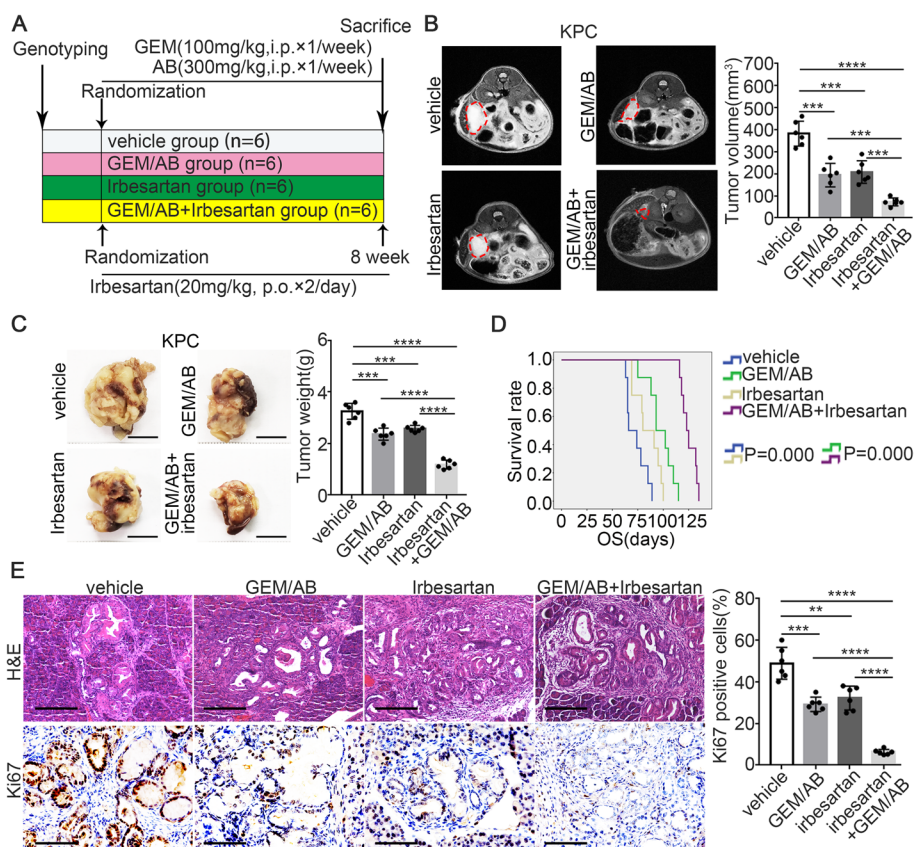 A
Sacrifice
Genotyping
GEM(100mg/kg,i.p.×1/week)
AB(300mg/kg,i.p.×1/week)
Randomization
vehicle group (n=6)
GEM/AB group (n=6)
Irbesartan group (n=6)
GEM/AB+Irbesartan group (n=6)
Randomization
8 week
Irbesartan(20mg/kg, p.o.×2/day)
B
KPC
vehicle
GEM/AB
Irbesartan
GEM/AB+
irbesartan
Tumor volume(mm³)
700
600
500
400
300
200
100
0
****
***
***
***
***
vehicle
GEM/AB
Irbesartan
Irbesartan
+GEM/AB
C
KPC
vehicle
GEM/AB
Irbesartan
GEM/AB+
irbesartan
Tumor weight(g)
6
4
2
0
****
***
***
****
****
vehicle
GEM/AB
Irbesartan
Irbesartan
+GEM/AB
D
Survival rate
1.0
0.8
0.6
0.4
0.2
0.0
0 25 50 75 100 125
OS(days)
vehicle
GEM/AB
Irbesartan
GEM/AB+Irbesartan
P=0.000
P=0.000
E
vehicle
GEM/AB
Irbesartan
GEM/AB+Irbesartan
H&E
Ki67
Ki67 positive cells(%)
80
60
40
20
0
****
**
***
****
****
vehicle
GEM/AB
irbesartan
irbesartan
+GEM/AB